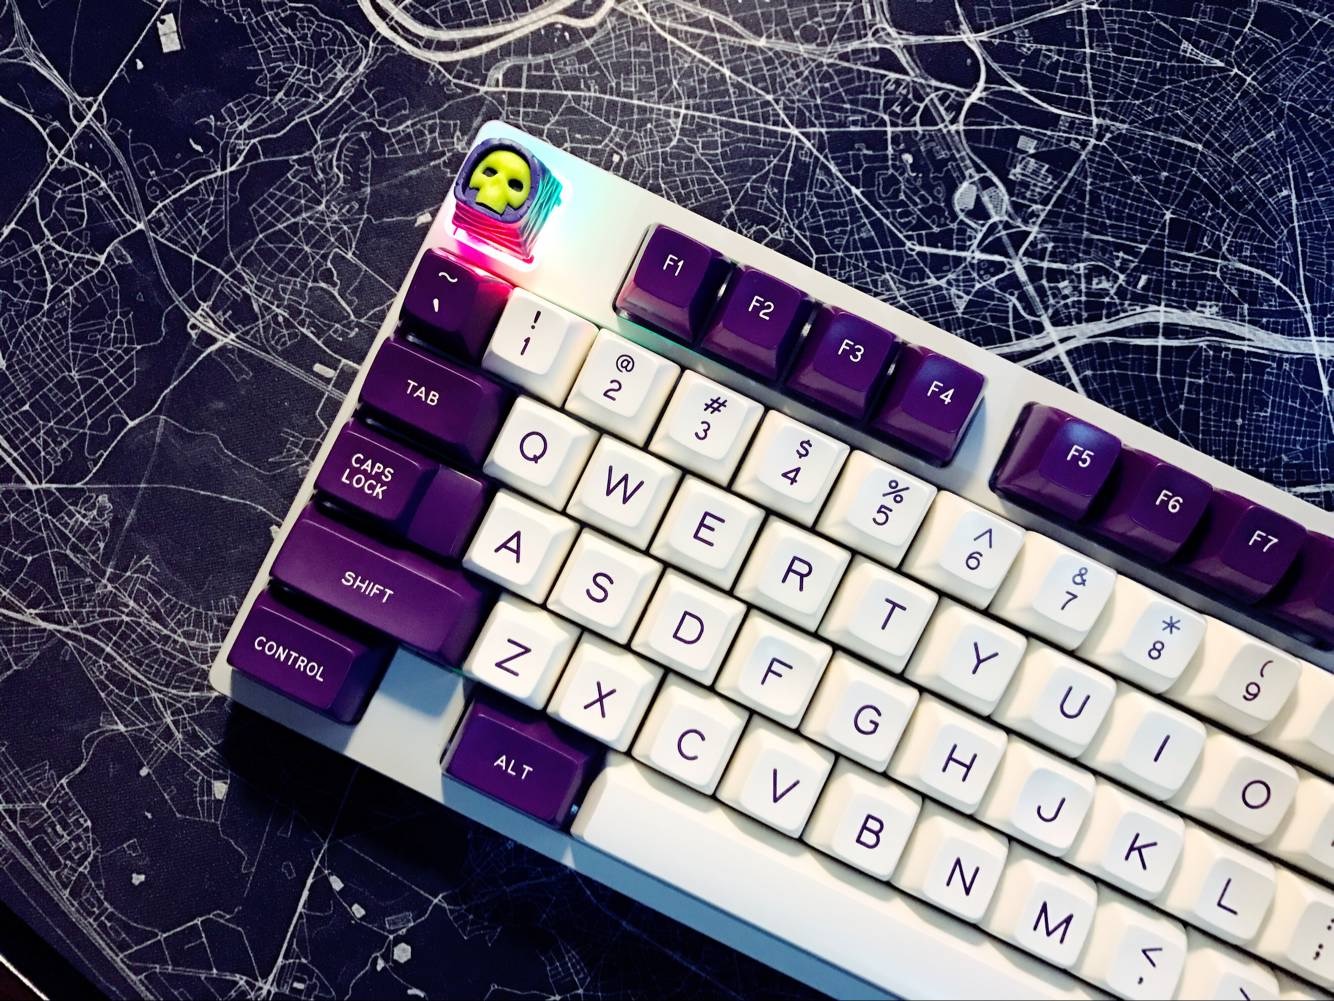 F1 F2 F3 F4 F5 F6 F7
~ ! @ # $ % ^ & * (
` 1 2 3 4 5 6 7 8 9
TAB Q W E R T Y U I O
CAPS
LOCK
A S D F G H J K L :
;
SHIFT Z X C V B N M <
,
>
CONTROL ALT